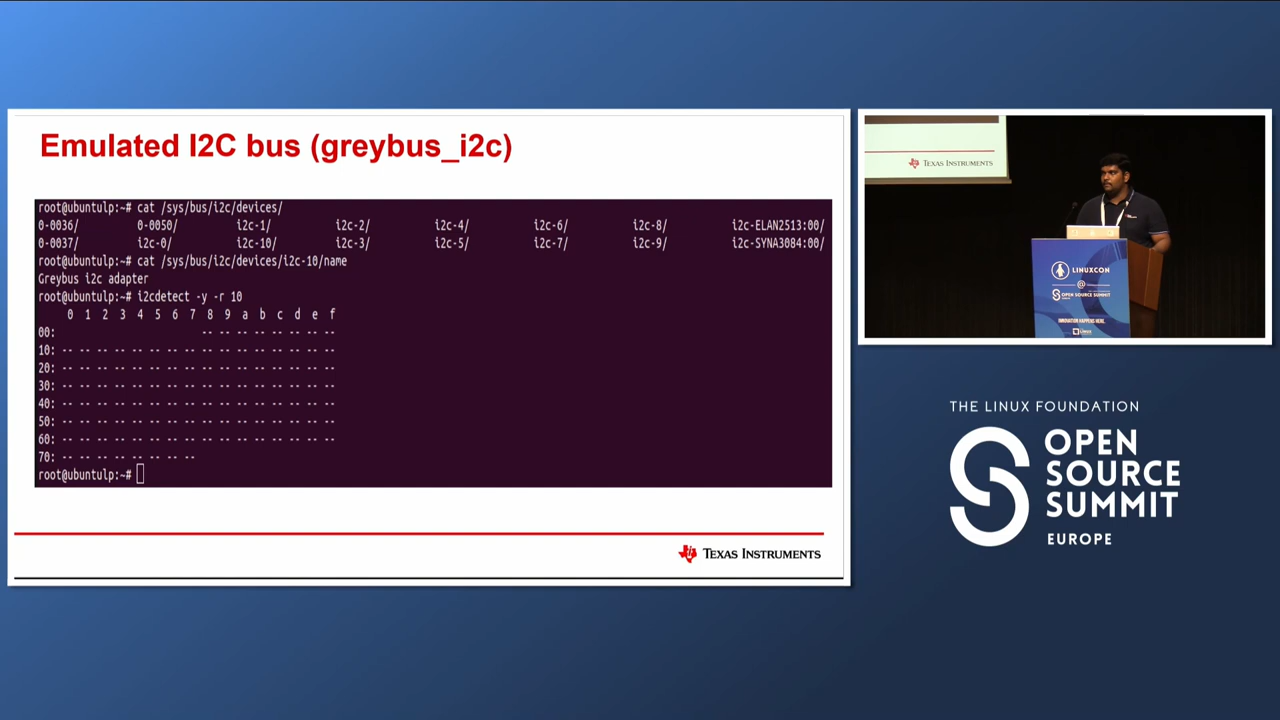 Emulated I2C bus (greybus_i2c)
root@ubuntulp:~# cat /sys/bus/i2c/devices/
0-0036/ 0-0050/ i2c-1/ i2c-2/ i2c-4/ i2c-6/ i2c-8/ i2c-ELAN2513:00/
0-0037/ i2c-0/ i2c-10/ i2c-3/ i2c-5/ i2c-7/ i2c-9/ i2c-SYNA3084:00/
root@ubuntulp:~# cat /sys/bus/i2c/devices/i2c-10/name
Greybus i2c adapter
root@ubuntulp:~# i2cdetect -y -r 10
0 1 2 3 4 5 6 7 8 9 a b c d e f
00: -- -- -- -- -- -- -- --
10: -- -- -- -- -- -- -- -- -- -- -- -- -- -- -- --
20: -- -- -- -- -- -- -- -- -- -- -- -- -- -- -- --
30: -- -- -- -- -- -- -- -- -- -- -- -- -- -- -- --
40: -- -- -- -- -- -- -- -- -- -- -- -- -- -- -- --
50: -- -- -- -- -- -- -- -- -- -- -- -- -- -- -- --
60: -- -- -- -- -- -- -- -- -- -- -- -- -- -- -- --
70: -- -- -- -- -- -- -- --
root@ubuntulp:~#
TEXAS INSTRUMENTS
TEXAS INSTRUMENTS
LINUXCON
@
OPEN SOURCE SUMMIT
INNOVATION HAPPENS HERE.
THE LINUX FOUNDATION
OPEN
SOURCE
SUMMIT
EUROPE